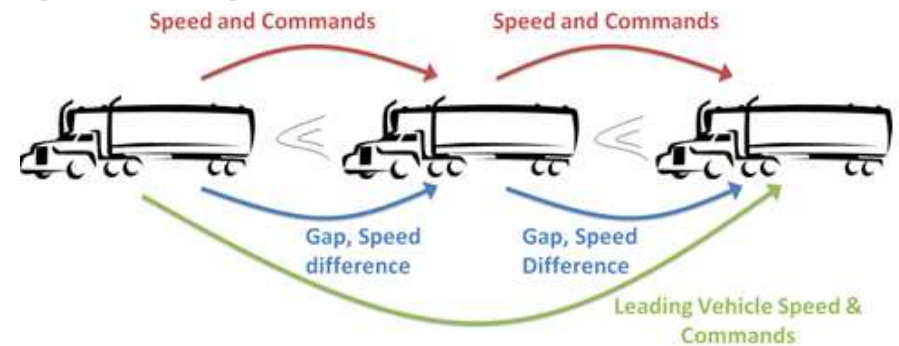 Speed and Commands
Speed and Commands
Gap, Speed
difference
Gap, Speed
Difference
Leading Vehicle Speed &
Commands